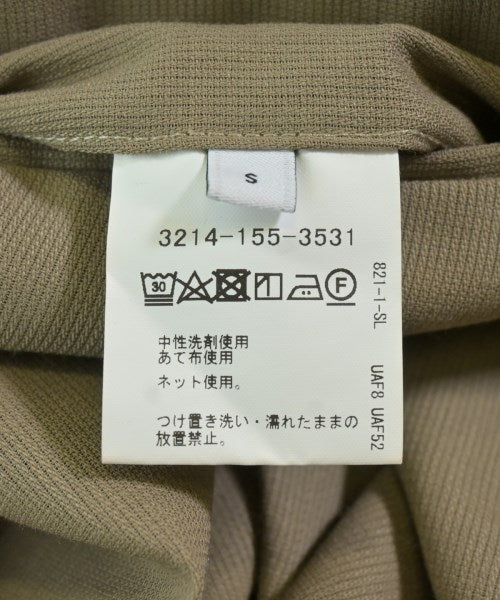 S
3214-155-3531
30
F
中性洗剤使用
あて布使用
ネット使用。
つけ置き洗い・濡れたままの
放置禁止。
821-1-SL
UAF8 UAF52